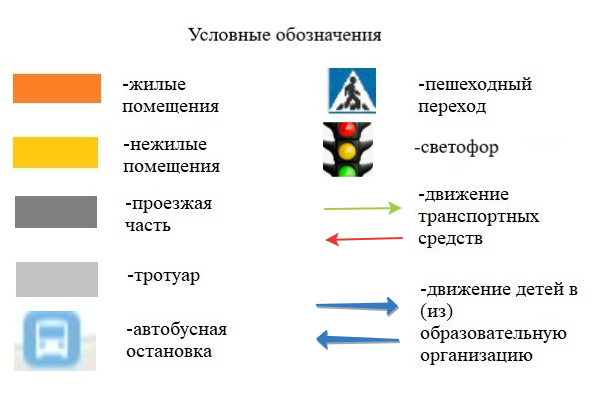 Условные обозначения
-жилые
помещения
-нежилые
помещения
-проезжая
часть
-тротуар
-автобусная
остановка
-пешеходный
переход
-светофор
-движение
транспортных
средств
-движение детей в
(из)
образовательную
организацию